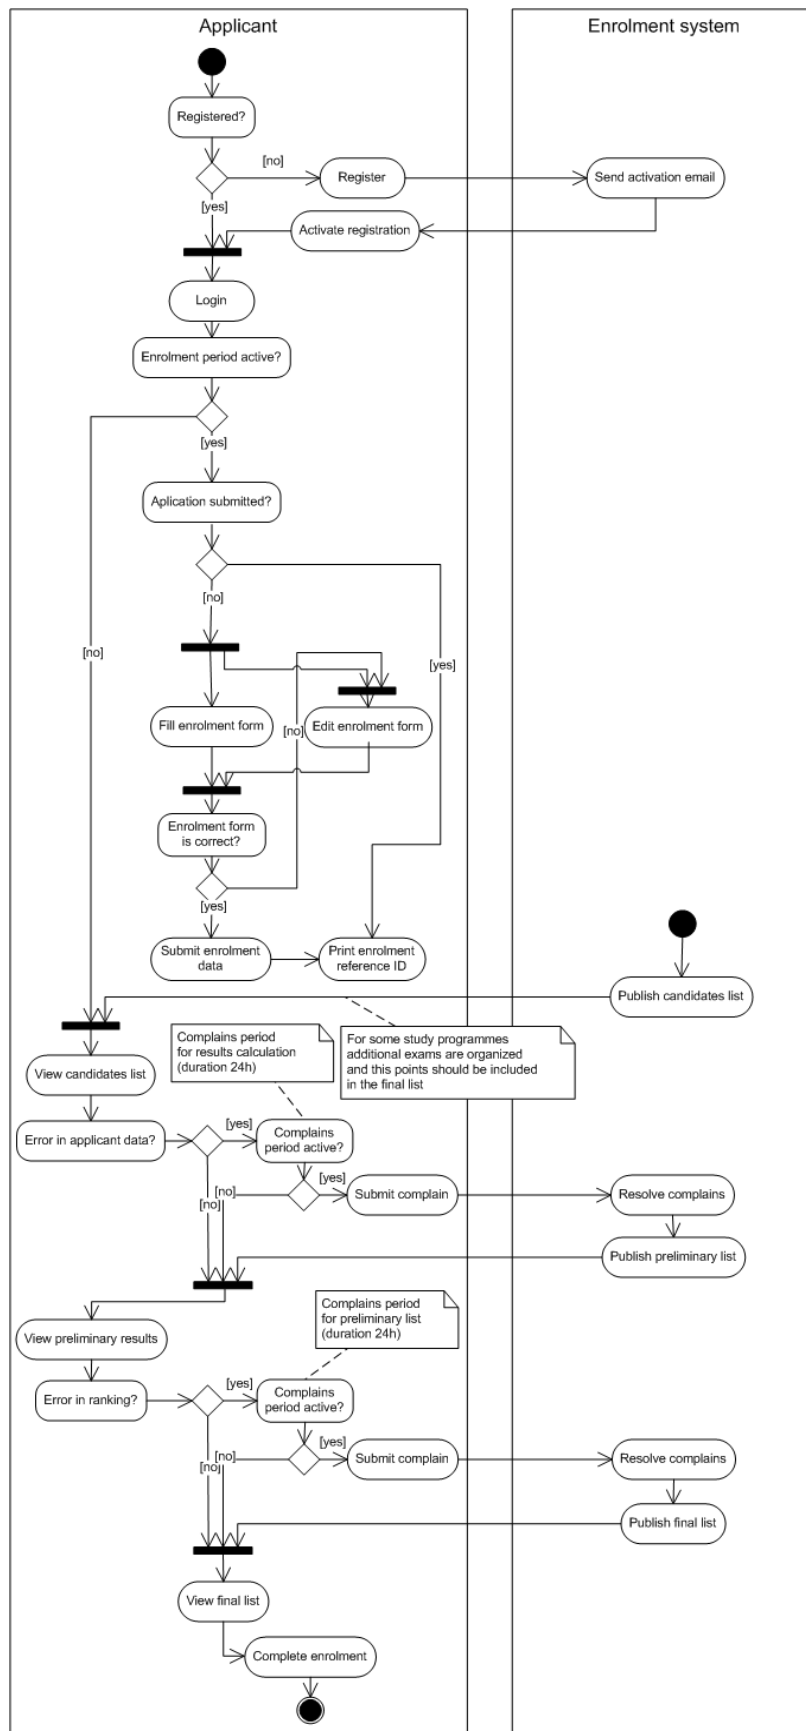 Applicant
Enrolment system
Registered?
[no]
Register
Send activation email
[yes]
Activate registration
Login
Enrolment period active?
[yes]
Aplication submitted?
[no]
[no]
[yes]
Fill enrolment form
[no]
Edit enrolment form
Enrolment form
is correct?
[yes]
Submit enrolment
data
Print enrolment
reference ID
Publish candidates list
Complains period
for results calculation
(duration 24h)
For some study programmes
additional exams are organized
and this points should be included
in the final list
View candidates list
Error in applicant data?
[yes]
Complains
period active?
[no]
[no]
[yes]
Submit complain
Resolve complains
Publish preliminary list
Complains period
for preliminary list
(duration 24h)
View preliminary results
Error in ranking?
[yes]
Complains
period active?
[no]
[no]
[yes]
Submit complain
Resolve complains
Publish final list
View final list
Complete enrolment